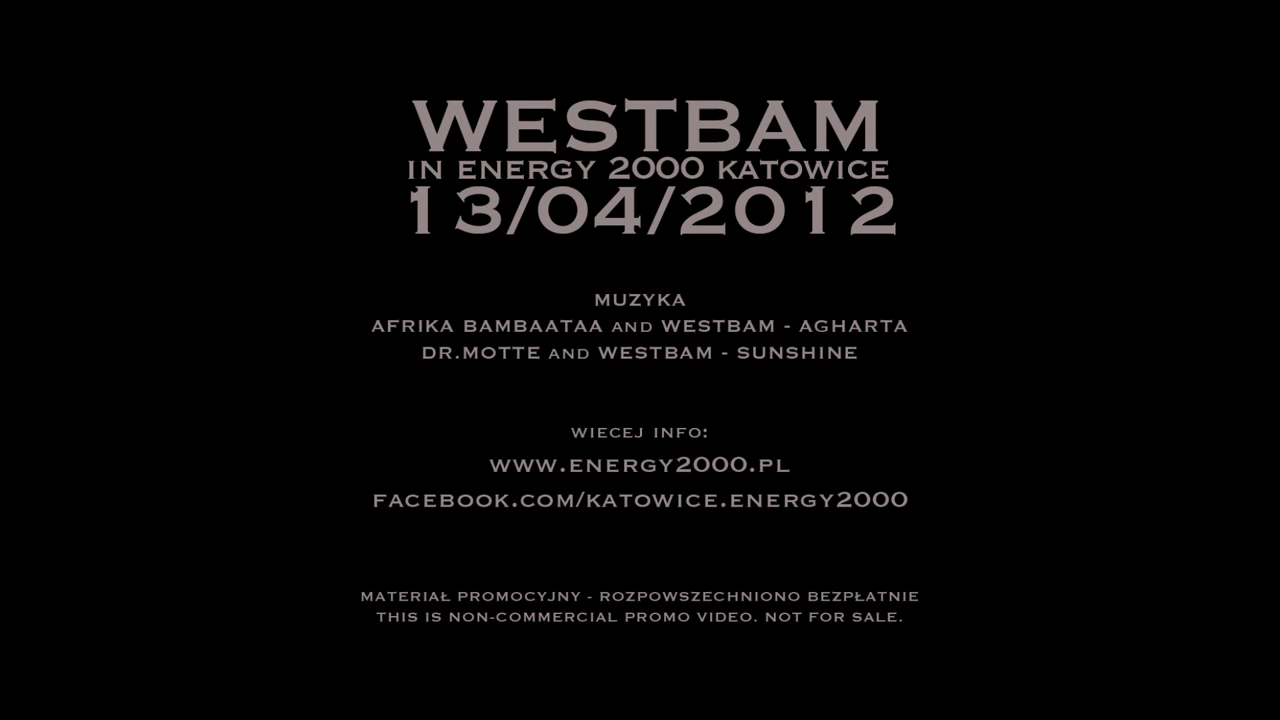 WESTBAM
IN ENERGY 2000 KATOWICE
13/04/2012
MUZYKA
AFRIKA BAMBAATAA AND WESTBAM - AGHARTA
DR.MOTTE AND WESTBAM - SUNSHINE
WIECEJ INFO:
WWW.ENERGY2000.PL
FACEBOOK.COM/KATOWICE.ENERGY2000
MATERIAŁ PROMOCYJNY - ROZPOWSZECHNIONO BEZPŁATNIE
THIS IS NON-COMMERCIAL PROMO VIDEO. NOT FOR SALE.